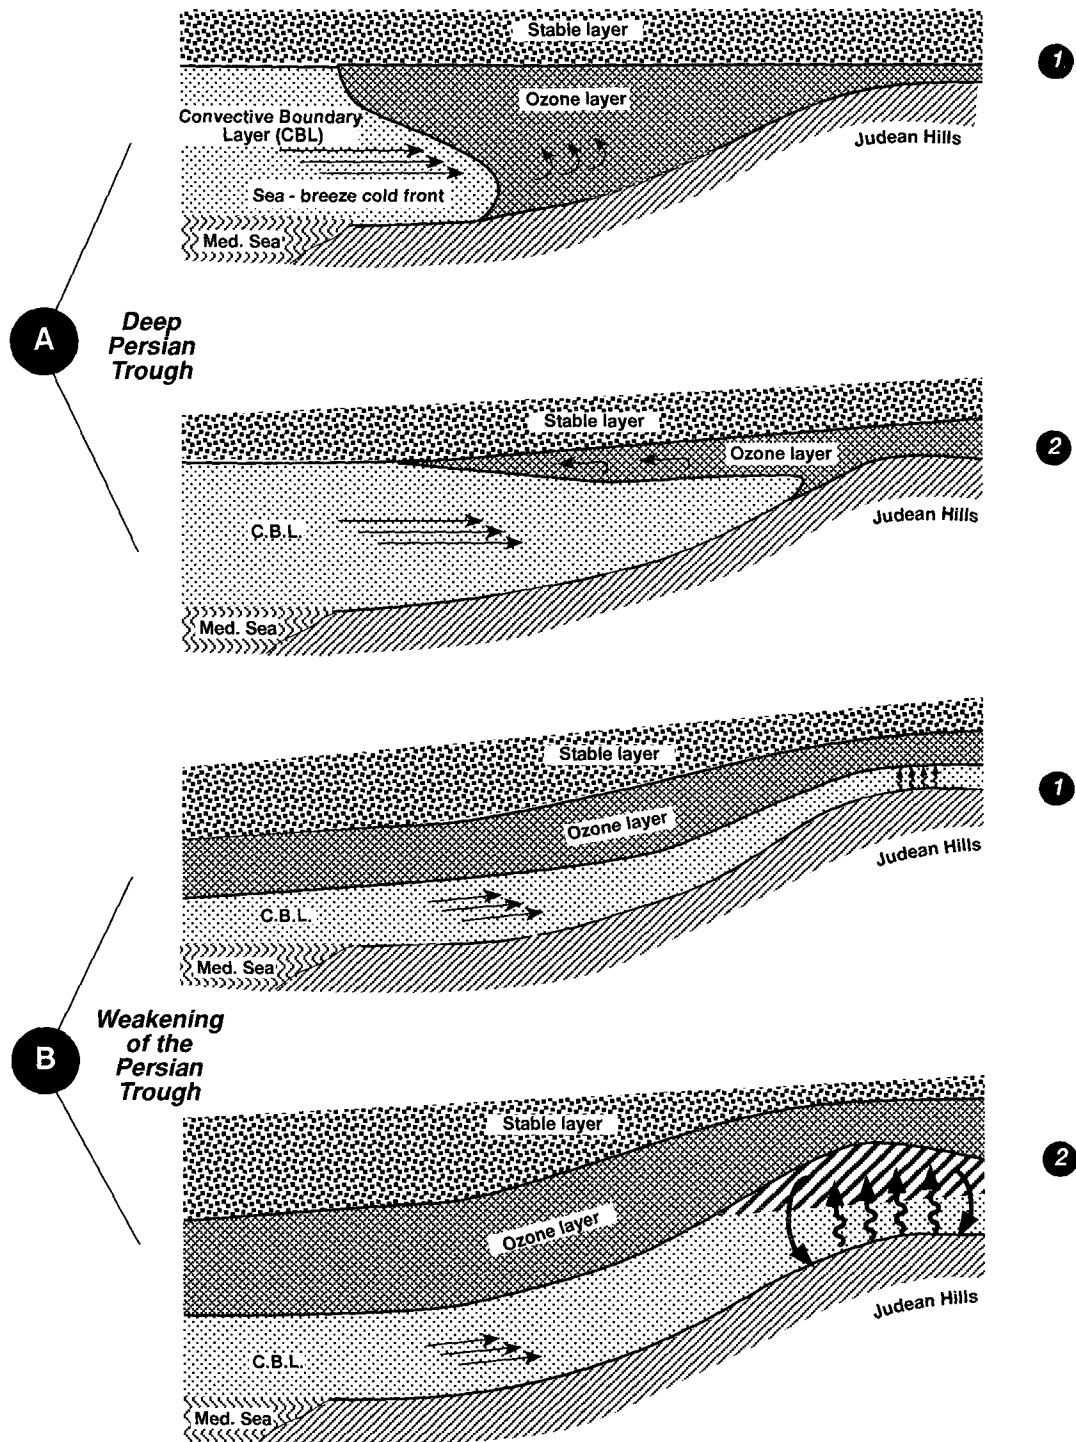 Stable layer
1
Ozone layer
Convective Boundary
Layer (CBL)
Judean Hills
Sea - breeze cold front
Med. Sea
A
Deep
Persian
Trough
Stable layer
2
Ozone layer
Judean Hills
C.B.L.
Med. Sea
Stable layer
1
Ozone layer
Judean Hills
C.B.L.
Med. Sea
B
Weakening
of the
Persian
Trough
Stable layer
2
Ozone layer
Judean Hills
C.B.L.
Med. Sea